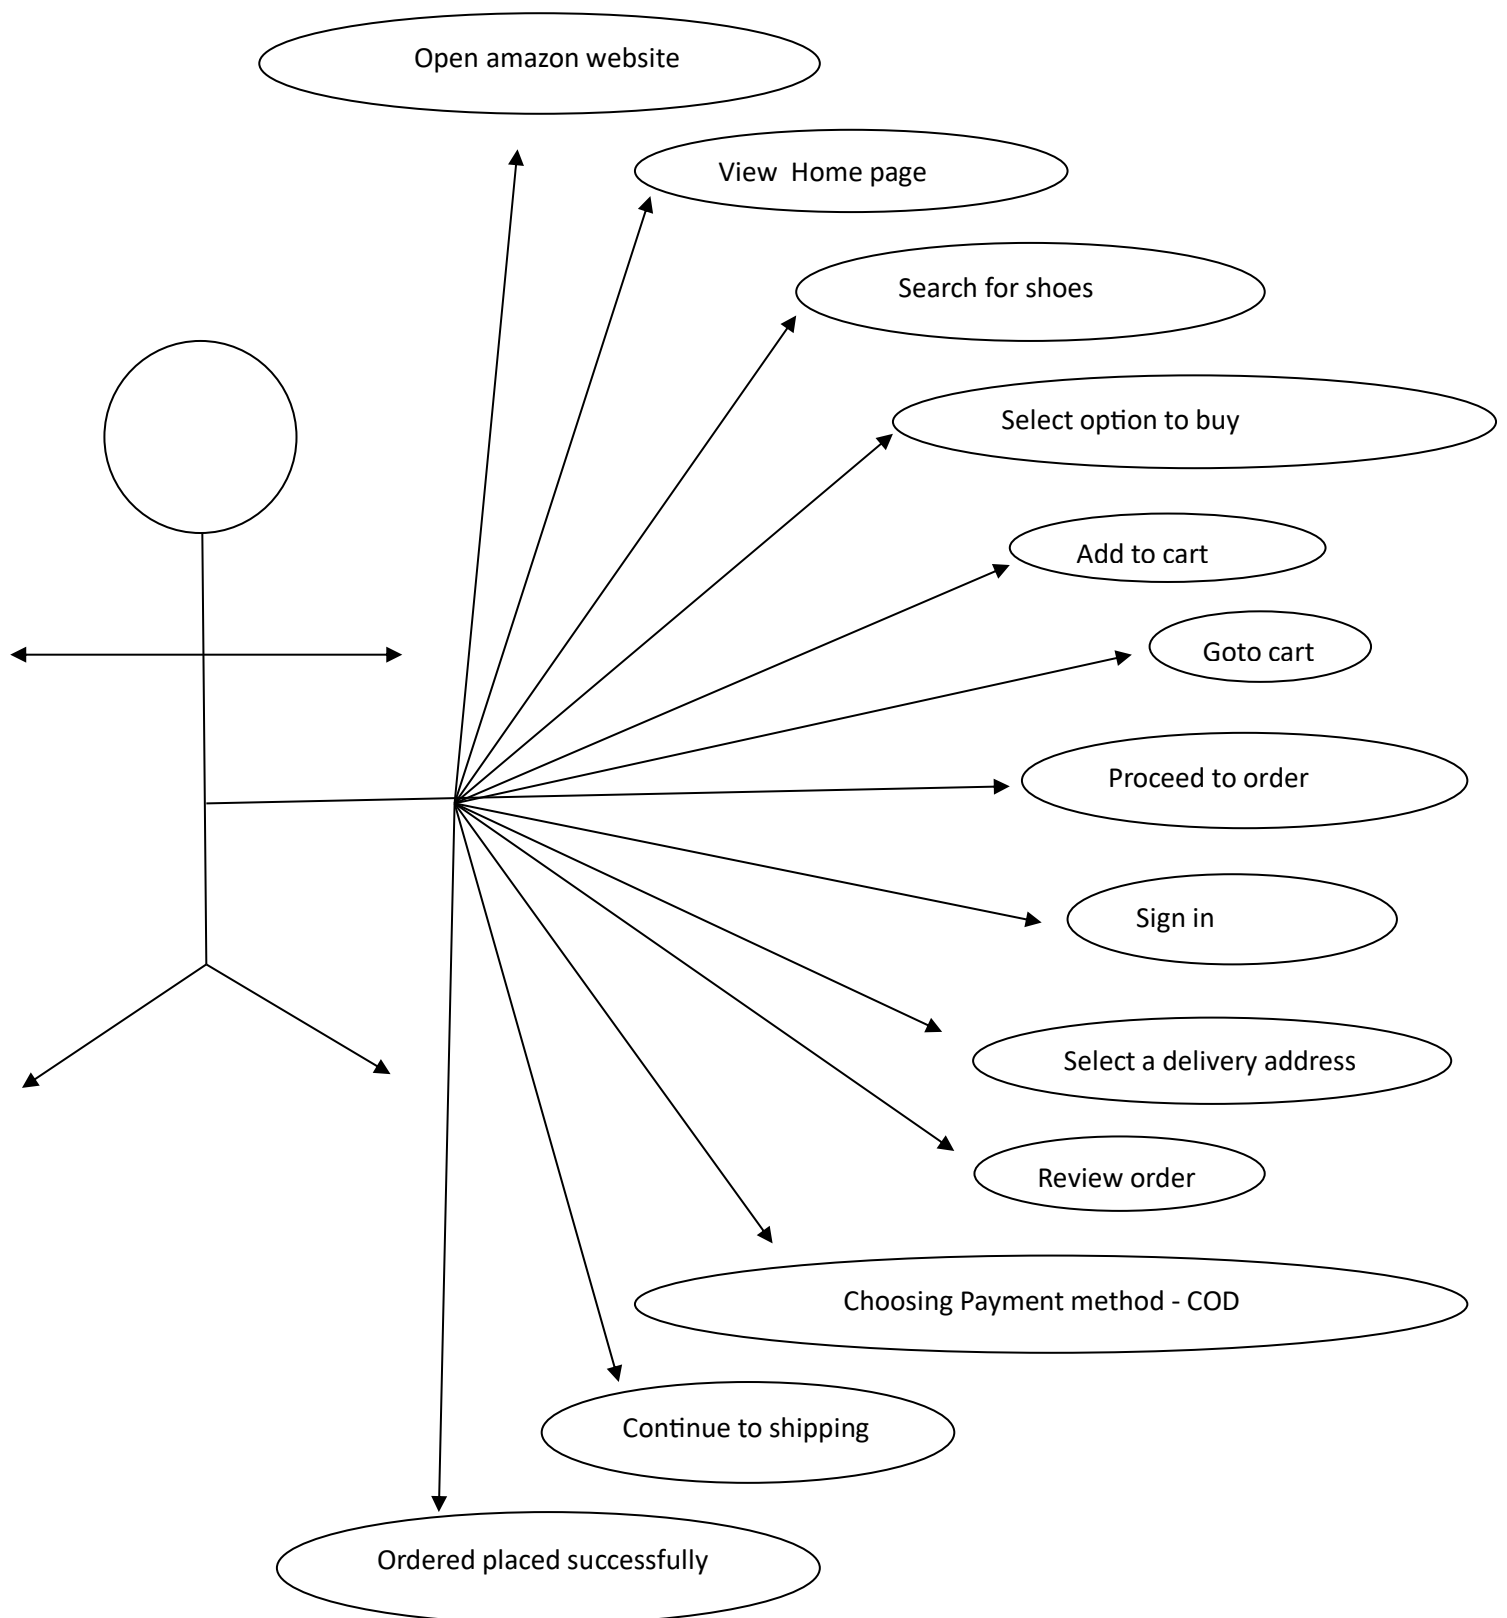 Open amazon website
View  Home page
Search for shoes
Select option to buy
Add to cart
Goto cart
Proceed to order
Sign in
Select a delivery address
Review order
Choosing Payment method - COD
Continue to shipping
Ordered placed successfully